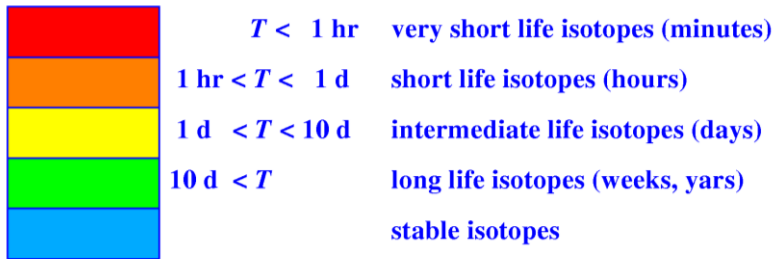 T < 1 hr very short life isotopes (minutes)
1 hr < T < 1 d short life isotopes (hours)
1 d < T < 10 d intermediate life isotopes (days)
10 d < T long life isotopes (weeks, yars)
stable isotopes